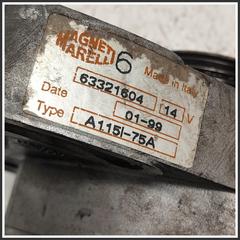 MAGNETI
MARELLI 6 Made in Italy
63321604 14 V
Date 01-99
Type A115I-75A